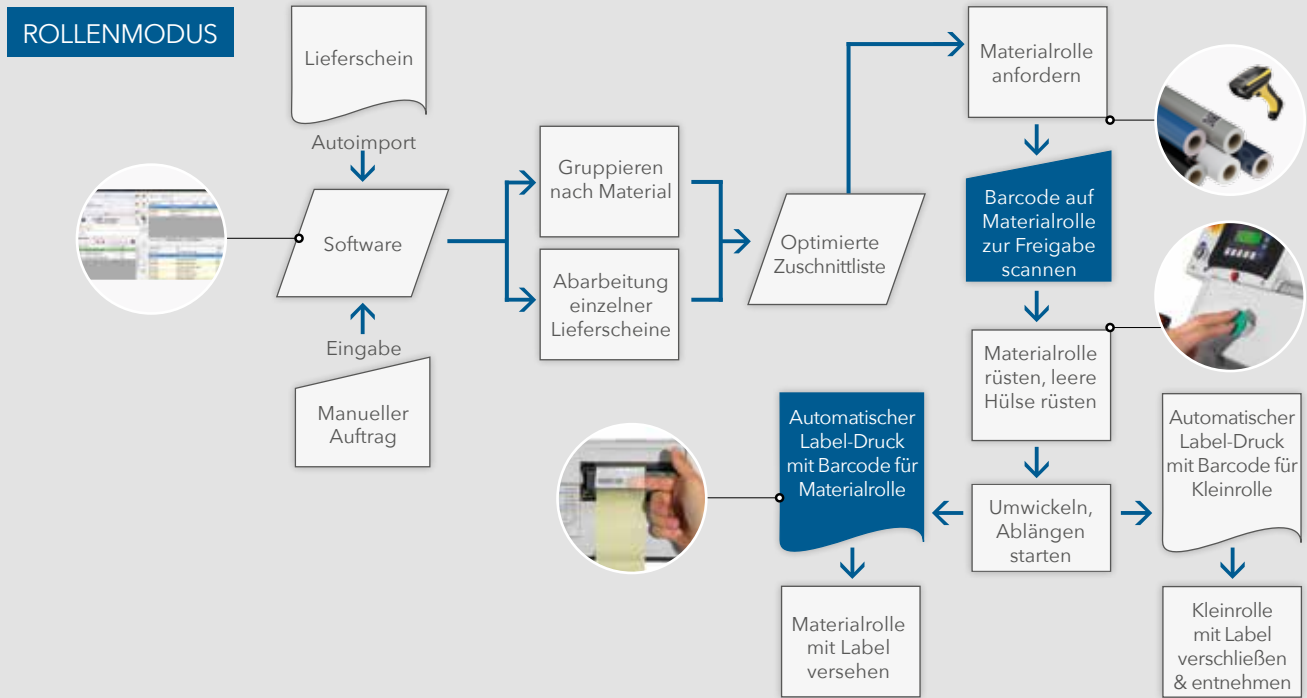 ROLLENMODUS
Lieferschein
Autoimport
Software
Eingabe
Manueller
Auftrag
Gruppieren
nach Material
Abarbeitung
einzelner
Lieferscheine
Optimierte
Zuschnittliste
Materialrolle
anfordern
Barcode auf
Materialrolle
zur Freigabe
scannen
Materialrolle
rüsten, leere
Hülse rüsten
Umwickeln,
Ablängen
starten
Automatischer
Label-Druck
mit Barcode für
Materialrolle
Materialrolle
mit Label
versehen
Automatischer
Label-Druck
mit Barcode für
Kleinrolle
Kleinrolle
mit Label
verschließen
& entnehmen